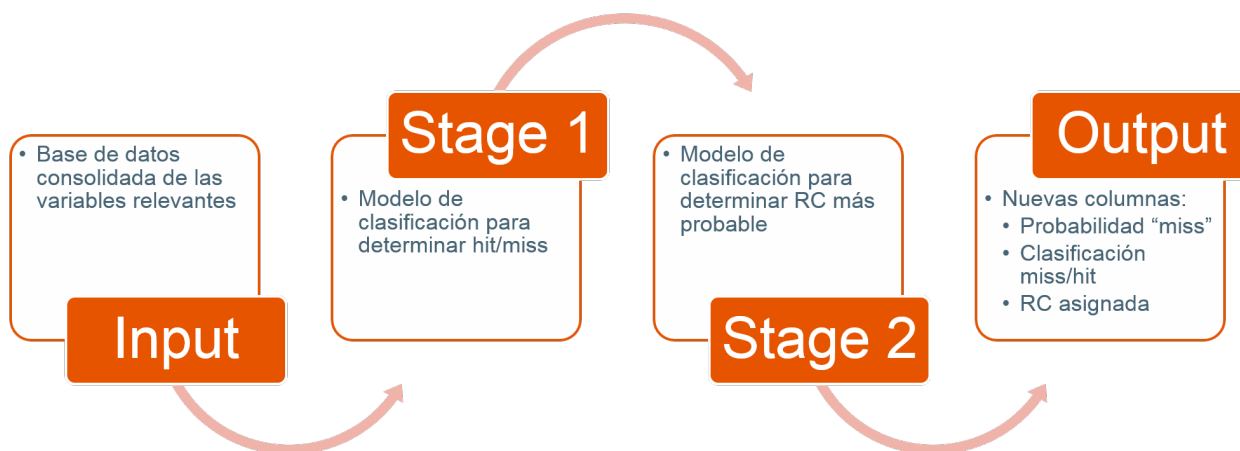 • Base de datos
consolidada de las
variables relevantes
Input
Stage 1
• Modelo de
clasificación para
determinar hit/miss
• Modelo de
clasificación para
determinar RC más
probable
Stage 2
Output
• Nuevas columnas:
• Probabilidad “miss”
• Clasificación
miss/hit
• RC asignada